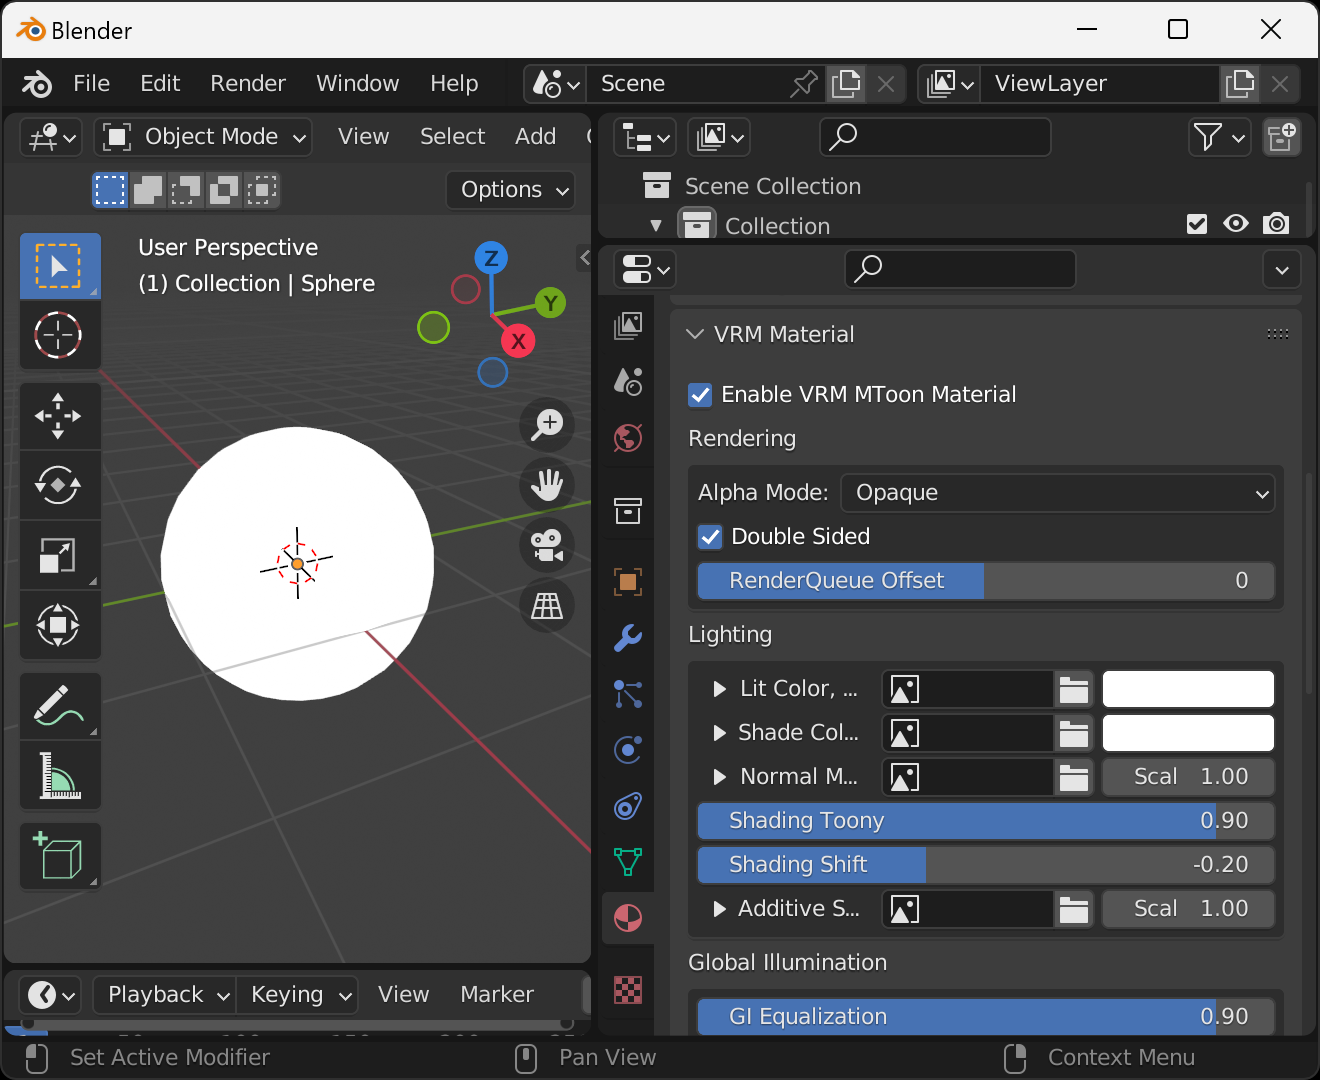 Blender
File Edit Render Window Help Scene ViewLayer
Object Mode View Select Add
Options
User Perspective
(1) Collection | Sphere
Z
Y
X
Scene Collection
Collection
VRM Material
Enable VRM MToon Material
Rendering
Alpha Mode: Opaque
Double Sided
RenderQueue Offset 0
Lighting
Lit Color, ...
Shade Col...
Normal M... Scal 1.00
Shading Toony 0.90
Shading Shift -0.20
Additive S... Scal 1.00
Global Illumination
GI Equalization 0.90
Playback Keying View Marker
Set Active Modifier Pan View Context Menu